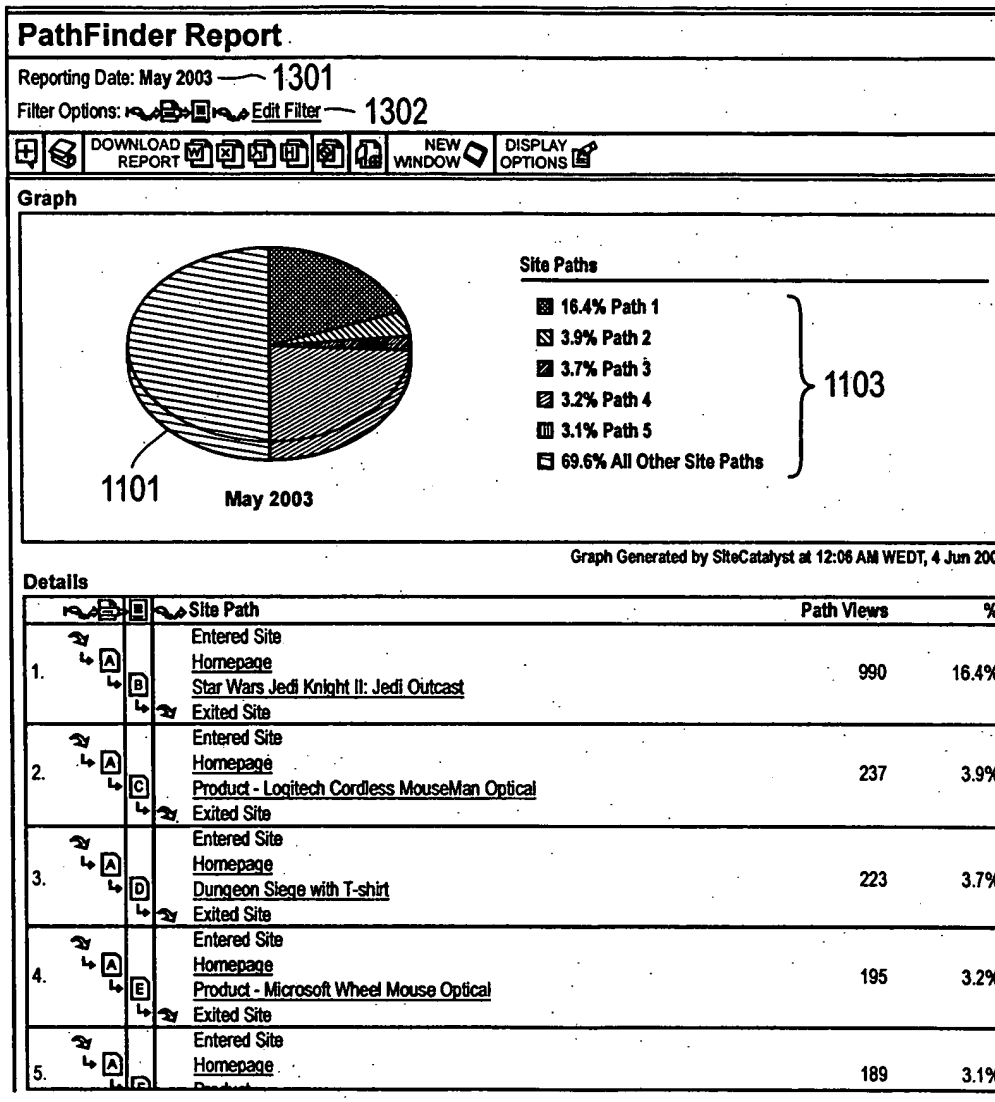 PathFinder Report
Reporting Date: May 2003 1301
Filter Options: Edit Filter 1302
DOWNLOAD REPORT NEW WINDOW DISPLAY OPTIONS
Graph
Site Paths
16.4% Path 1
3.9% Path 2
3.7% Path 3
3.2% Path 4
3.1% Path 5
69.6% All Other Site Paths
1103
1101
May 2003
Graph Generated by SiteCatalyst at 12:06 AM WEDT, 4 Jun 200
Details
Site Path Path Views %
Entered Site
A Homepage
1. 990 16.4%
B Star Wars Jedi Knight II: Jedi Outcast
Exited Site
Entered Site
A Homepage
2. 237 3.9%
C Product - Logitech Cordless MouseMan Optical
Exited Site
Entered Site
A Homepage
3. 223 3.7%
D Dungeon Siege with T-shirt
Exited Site
Entered Site
A Homepage
4. 195 3.2%
E Product - Microsoft Wheel Mouse Optical
Exited Site
Entered Site
A Homepage
5. 189 3.1%